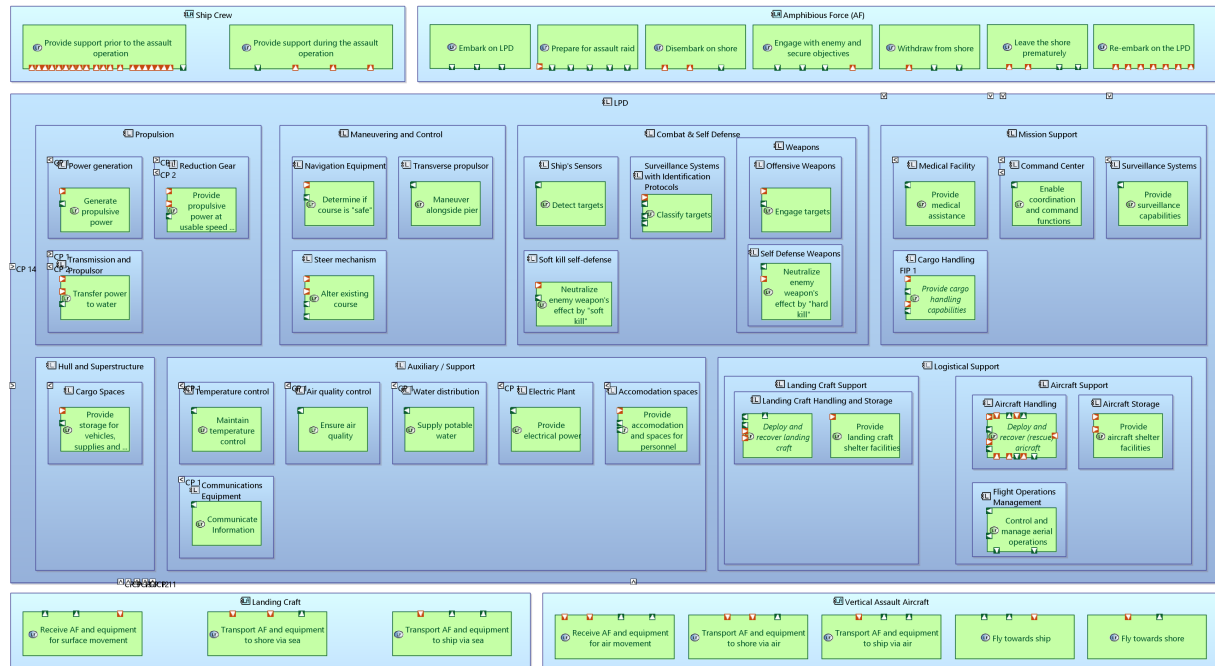 Ship Crew
Provide support prior to the assault
operation
Provide support during the assault
operation
Amphibious Force (AF)
Embark on LPD
Prepare for assault raid
Disembark on shore
Engage with enemy and
secure objectives
Withdraw from shore
Leave the shore
prematurely
Re-embark on the LPD
LPD
CP 14
Propulsion
Power generation
Generate
propulsive
power
Reduction Gear
CP 2
Provide
propulsive
power at
usable speed ...
CP 1
Transmission and
Propulsor
Transfer power
to water
Maneuvering and Control
Navigation Equipment
Determine if
course is "safe"
Transverse propulsor
Maneuver
alongside pier
Steer mechanism
Alter existing
course
Combat & Self Defense
Ship's Sensors
Detect targets
Surveillance Systems
with Identification
Protocols
Classify targets
Soft kill self-defense
Neutralize
enemy weapon's
effect by "soft
kill"
Weapons
Offensive Weapons
Engage targets
Self Defense Weapons
Neutralize
enemy
weapon's
effect by "hard
kill"
Mission Support
Medical Facility
Provide
medical
assistance
Command Center
Enable
coordination
and command
functions
Surveillance Systems
Provide
surveillance
capabilities
Cargo Handling
FIP 1
Provide cargo
handling
capabilities
Hull and Superstructure
Cargo Spaces
Provide
storage for
vehicles,
supplies and ...
Auxiliary / Support
Temperature control
Maintain
temperature
control
Air quality control
Ensure air
quality
Water distribution
Supply potable
water
Electric Plant
Provide
electrical power
Accomodation spaces
Provide
accomodation
and spaces for
personnel
Communications
Equipment
Communicate
Information
Logistical Support
Landing Craft Support
Landing Craft Handling and Storage
Deploy and
recover landing
craft
Provide
landing craft
shelter facilities
Aircraft Support
Aircraft Handling
Deploy and
recover (rescue)
aricraft
Aircraft Storage
Provide
aircraft shelter
facilities
Flight Operations
Management
Control and
manage aerial
operations
Landing Craft
Receive AF and equipment
for surface movement
Transport AF and equipment
to shore via sea
Transport AF and equipment
to ship via sea
Vertical Assault Aircraft
Receive AF and equipment
for air movement
Transport AF and equipment
to shore via air
Transport AF and equipment
to ship via air
Fly towards ship
Fly towards shore